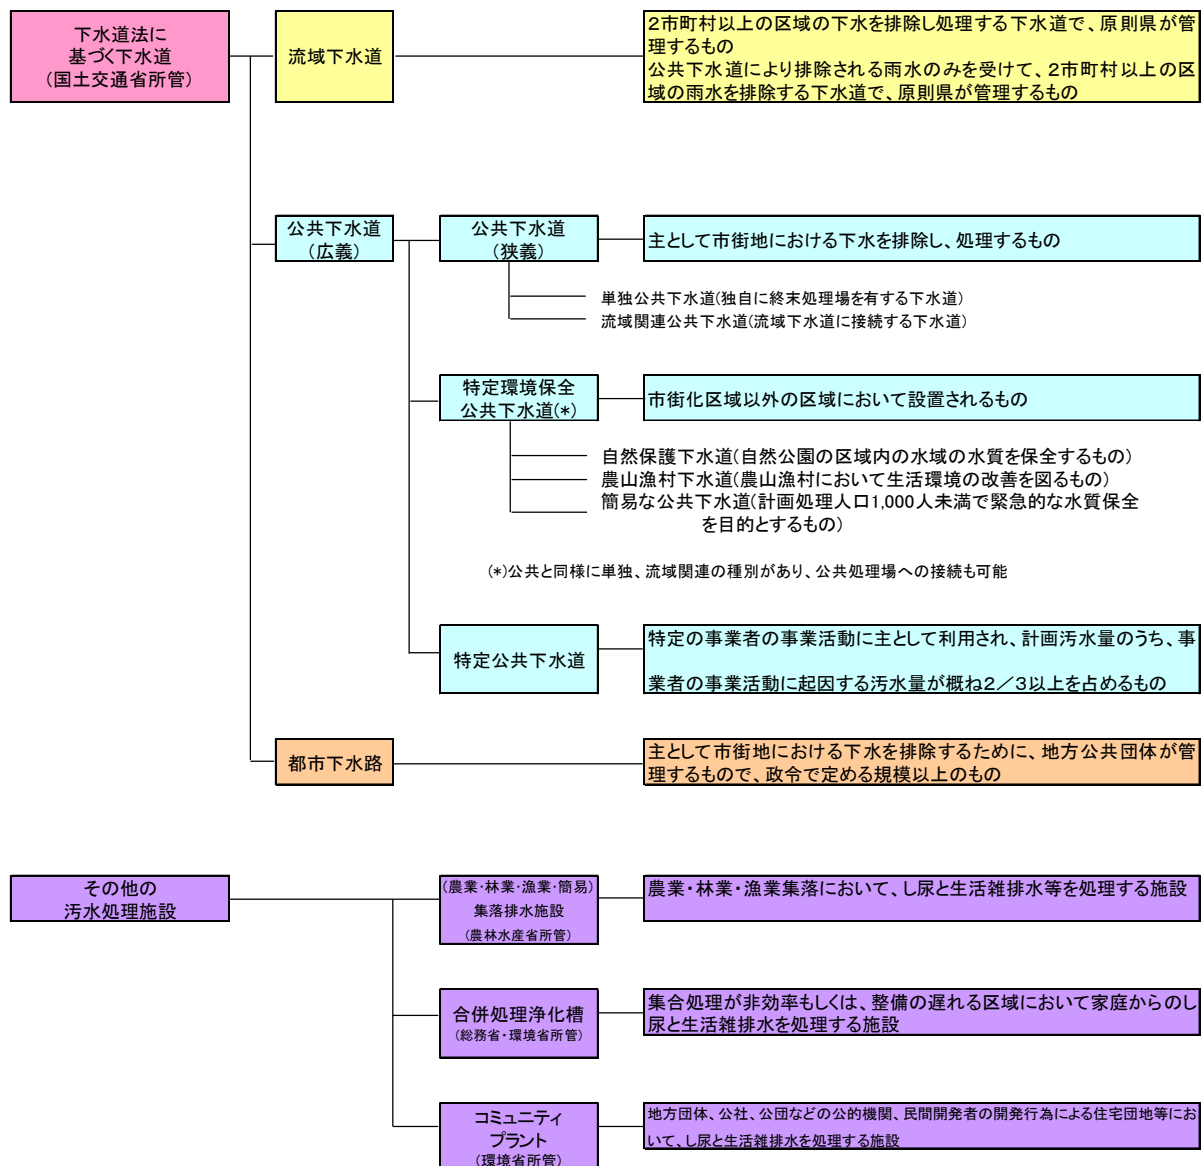 下水道法に
基づく下水道
(国土交通省所管)
流域下水道
2市町村以上の区域の下水を排除し処理する下水道で、原則県が管
理するもの
公共下水道により排除される雨水のみを受けて、2市町村以上の区
域の雨水を排除する下水道で、原則県が管理するもの
公共下水道
(広義)
公共下水道
(狭義)
主として市街地における下水を排除し、処理するもの
単独公共下水道(独自に終末処理場を有する下水道)
流域関連公共下水道(流域下水道に接続する下水道)
特定環境保全
公共下水道(*)
市街化区域以外の区域において設置されるもの
自然保護下水道(自然公園の区域内の水域の水質を保全するもの)
農山漁村下水道(農山漁村において生活環境の改善を図るもの)
簡易な公共下水道(計画処理人口1,000人未満で緊急的な水質保全
を目的とするもの)
(*)公共と同様に単独、流域関連の種別があり、公共処理場への接続も可能
特定公共下水道
特定の事業者の事業活動に主として利用され、計画汚水量のうち、事
業者の事業活動に起因する汚水量が概ね2/3以上を占めるもの
都市下水路
主として市街地における下水を排除するために、地方公共団体が管
理するもので、政令で定める規模以上のもの
その他の
汚水処理施設
(農業・林業・漁業・簡易)
集落排水施設
(農林水産省所管)
農業・林業・漁業集落において、し尿と生活雑排水等を処理する施設
合併処理浄化槽
(総務省・環境省所管)
集合処理が非効率もしくは、整備の遅れる区域において家庭からのし
尿と生活雑排水を処理する施設
コミュニティ
プラント
(環境省所管)
地方団体、公社、公団などの公的機関、民間開発者の開発行為による住宅団地等にお
いて、し尿と生活雑排水を処理する施設